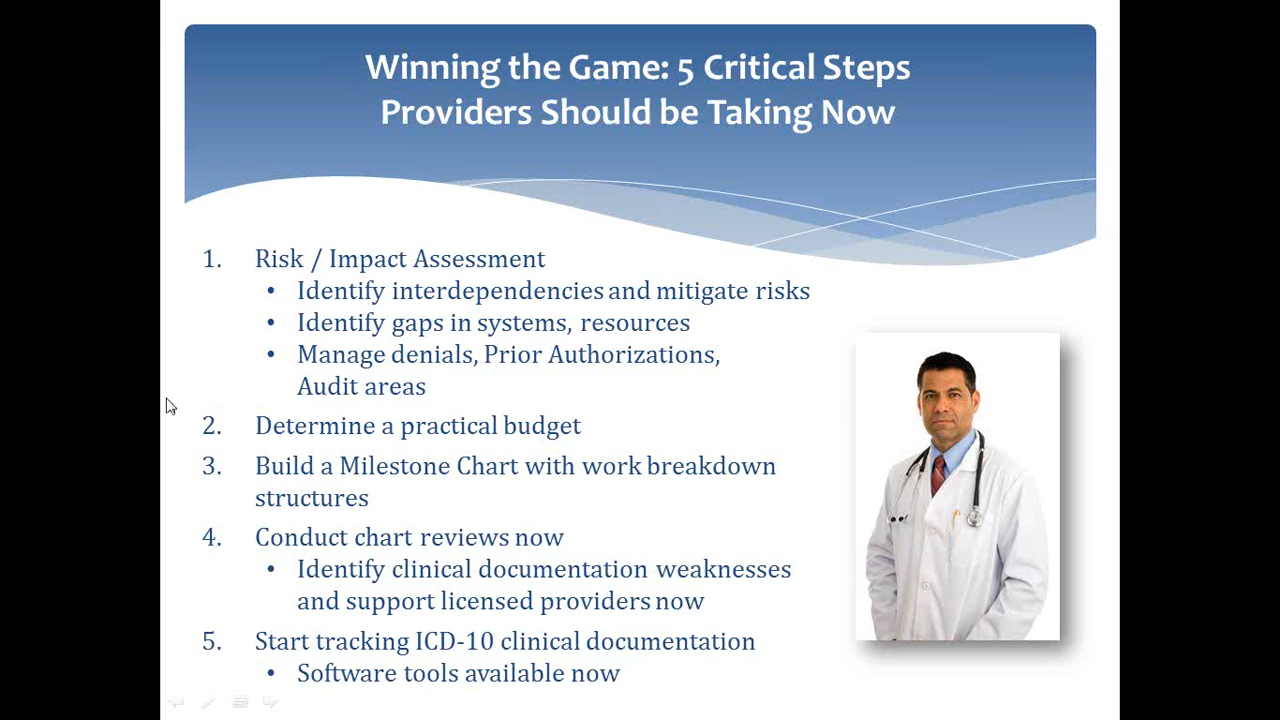 Winning the Game: 5 Critical Steps
Providers Should be Taking Now
1. Risk / Impact Assessment
• Identify interdependencies and mitigate risks
• Identify gaps in systems, resources
• Manage denials, Prior Authorizations,
Audit areas
2. Determine a practical budget
3. Build a Milestone Chart with work breakdown
structures
4. Conduct chart reviews now
• Identify clinical documentation weaknesses
and support licensed providers now
5. Start tracking ICD-10 clinical documentation
• Software tools available now